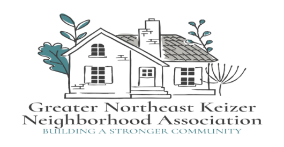 Greater Northeast Keizer
Neighborhood Association
BUILDING A STRONGER COMMUNITY